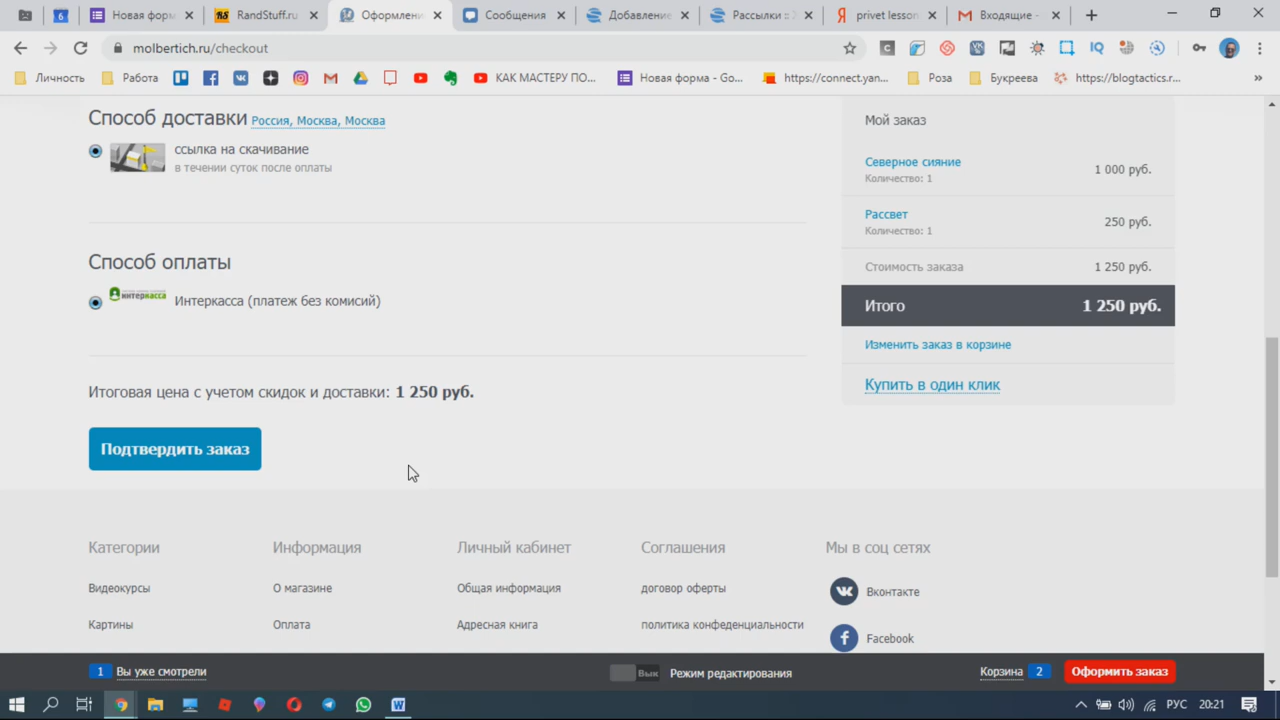 6
Новая форм
RandStuff.ru
Оформлени
Сообщения
Добавление
Рассылки :: У
privet lesson
Входящие -
molbertich.ru/checkout
Личность
Работа
КАК МАСТЕРУ ПО...
Новая форма - Go...
https://connect.yan...
Роза
Букреева
https://blogtactics.r...
Способ доставки Россия, Москва, Москва
ссылка на скачивание
в течении суток после оплаты
Способ оплаты
интеркасса
Интеркасса (платеж без комисий)
Итоговая цена с учетом скидок и доставки: 1 250 руб.
Подтвердить заказ
Мой заказ
Северное сияние
Количество: 1
1 000 руб.
Рассвет
Количество: 1
250 руб.
Стоимость заказа 1 250 руб.
Итого 1 250 руб.
Изменить заказ в корзине
Купить в один клик
Категории
Видеокурсы
Картины
Информация
О магазине
Оплата
Личный кабинет
Общая информация
Адресная книга
Соглашения
договор оферты
политика конфеденциальности
Мы в соц сетях
Вконтакте
Facebook
1 Вы уже смотрели
Вык Режим редактирования
Корзина 2
Оформить заказ
РУС 20:21